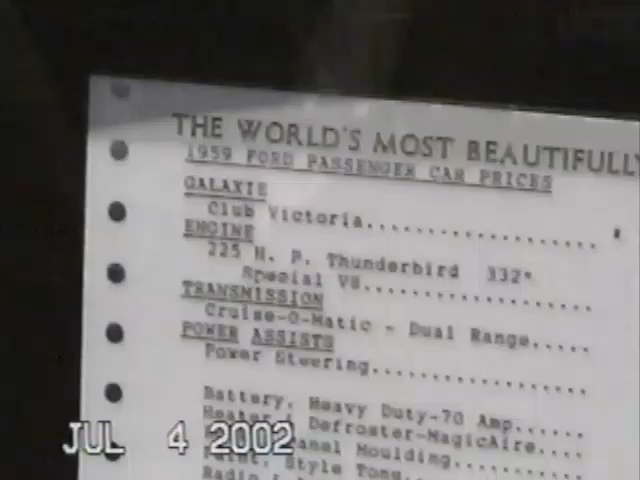 THE WORLD'S MOST BEAUTIFULLY
1959 FORD PASSENGER CAR PRICES
GALAXIE
Club Victoria....................
ENGINE
225 H. P. Thunderbird 332"
Special V8..................
TRANSMISSION
Cruise-O-Matic - Dual Range.....
POWER ASSISTS
Power Steering..................
Battery, Heavy Duty-70 Amp......
Heater & Defroster-MagicAire....
Panel Moulding...........
Paint, Style Tone
Radio
JUL 4 2002